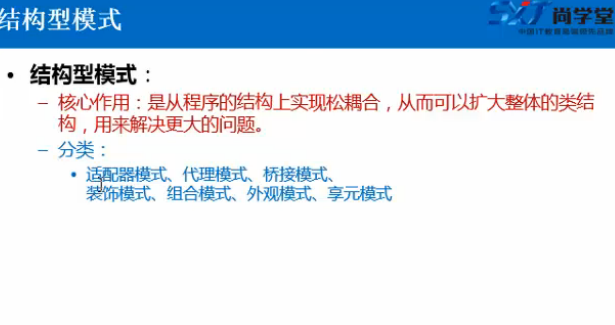 结构型模式
SXT 尚学堂
中国IT教育高端领先品牌
• 结构型模式：
– 核心作用：是从程序的结构上实现松耦合，从而可以扩大整体的类结
构，用来解决更大的问题。
– 分类：
• 适配器模式、代理模式、桥接模式、
装饰模式、组合模式、外观模式、享元模式